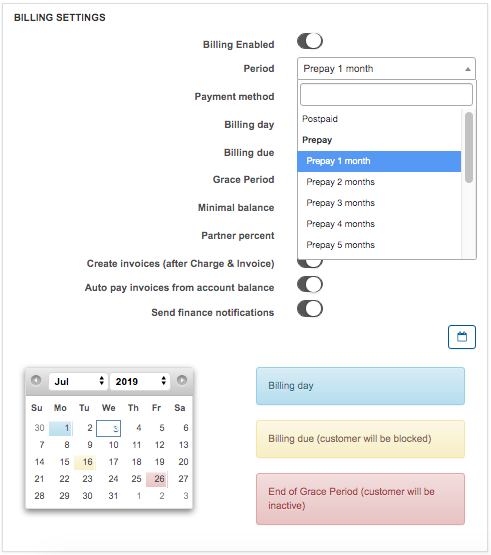 BILLING SETTINGS
Billing Enabled
Period Prepay 1 month
Payment method
Postpaid
Billing day
Prepay
Billing due
Prepay 1 month
Grace Period
Prepay 2 months
Minimal balance
Prepay 3 months
Prepay 4 months
Partner percent
Prepay 5 months
Create invoices (after Charge & Invoice)
Auto pay invoices from account balance
Send finance notifications
Jul 2019
Su Mo Tu We Th Fr Sa
30 1 2 3 4 5 6
7 8 9 10 11 12 13
14 15 16 17 18 19 20
21 22 23 24 25 26 27
28 29 30 31 1 2 3
Billing day
Billing due (customer will be blocked)
End of Grace Period (customer will be
inactive)